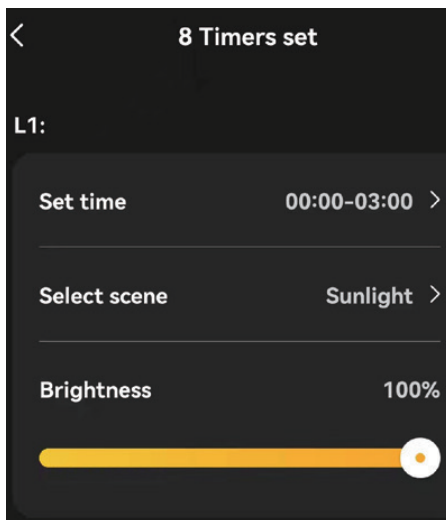 8 Timers set
L1:
Set time 00:00-03:00
Select scene Sunlight
Brightness 100%